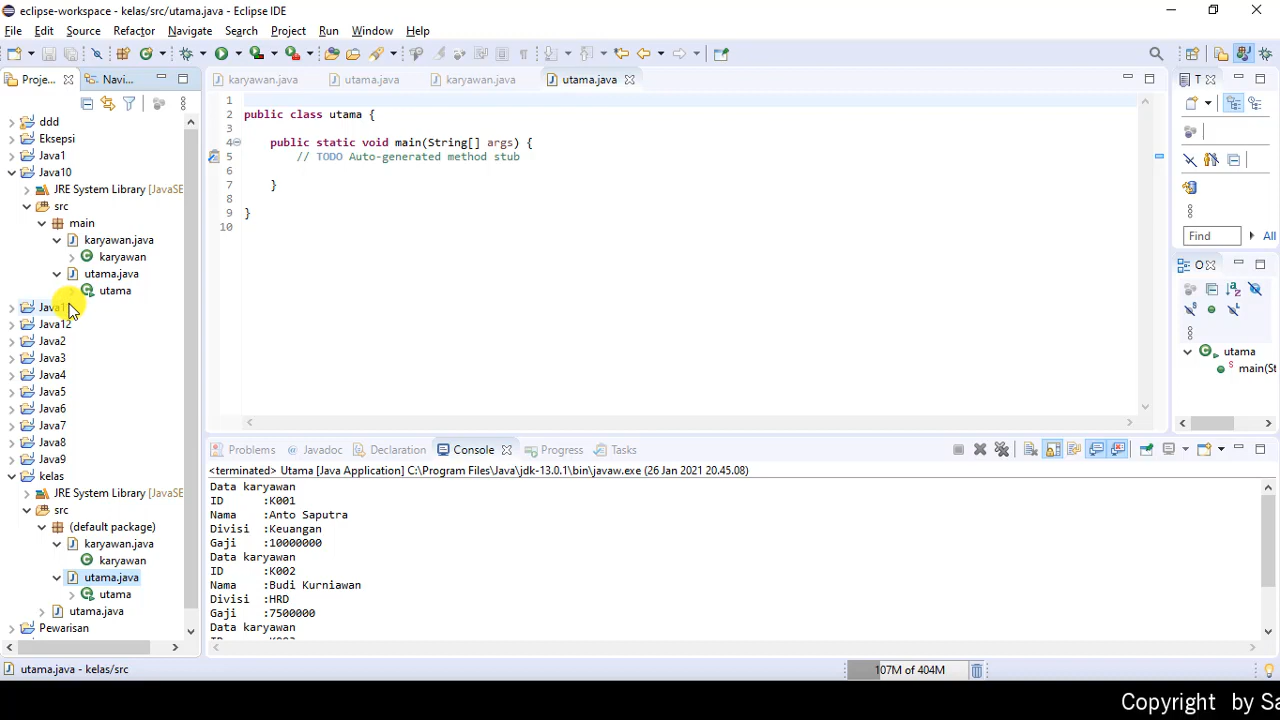 eclipse-workspace - kelas/src/utama.java - Eclipse IDE
File Edit Source Refactor Navigate Search Project Run Window Help
Proje... Navi...
karyawan.java utama.java karyawan.java utama.java
ddd
Eksepsi
Java1
Java10
JRE System Library [JavaSE
src
main
karyawan.java
karyawan
utama.java
utama
Java12
Java2
Java3
Java4
Java5
Java6
Java7
Java8
Java9
kelas
JRE System Library [JavaSE
src
(default package)
karyawan.java
karyawan
utama.java
utama
utama.java
Pewarisan
1
2 public class utama {
3
4 public static void main(String[] args) {
5 // TODO Auto-generated method stub
6
7 }
8
9 }
10
T
Find All
O
utama
main(St
Problems Javadoc Declaration Console Progress Tasks
<terminated> Utama [Java Application] C:\Program Files\Java\jdk-13.0.1\bin\javaw.exe (26 Jan 2021 20.45.08)
Data karyawan
ID :K001
Nama :Anto Saputra
Divisi :Keuangan
Gaji :10000000
Data karyawan
ID :K002
Nama :Budi Kurniawan
Divisi :HRD
Gaji :7500000
Data karyawan
utama.java - kelas/src
107M of 404M
Copyright by Sa